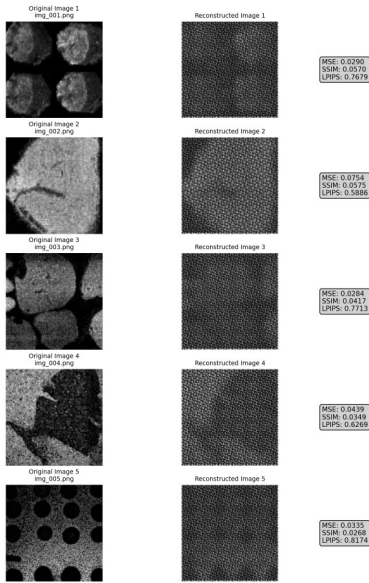 Original Image 1
img_001.png
Reconstructed Image 1
MSE: 0.0290
SSIM: 0.0570
LPIPS: 0.7679
Original Image 2
img_002.png
Reconstructed Image 2
MSE: 0.0754
SSIM: 0.0575
LPIPS: 0.5886
Original Image 3
img_003.png
Reconstructed Image 3
MSE: 0.0284
SSIM: 0.0417
LPIPS: 0.7713
Original Image 4
img_004.png
Reconstructed Image 4
MSE: 0.0439
SSIM: 0.0349
LPIPS: 0.6269
Original Image 5
img_005.png
Reconstructed Image 5
MSE: 0.0335
SSIM: 0.0268
LPIPS: 0.8174